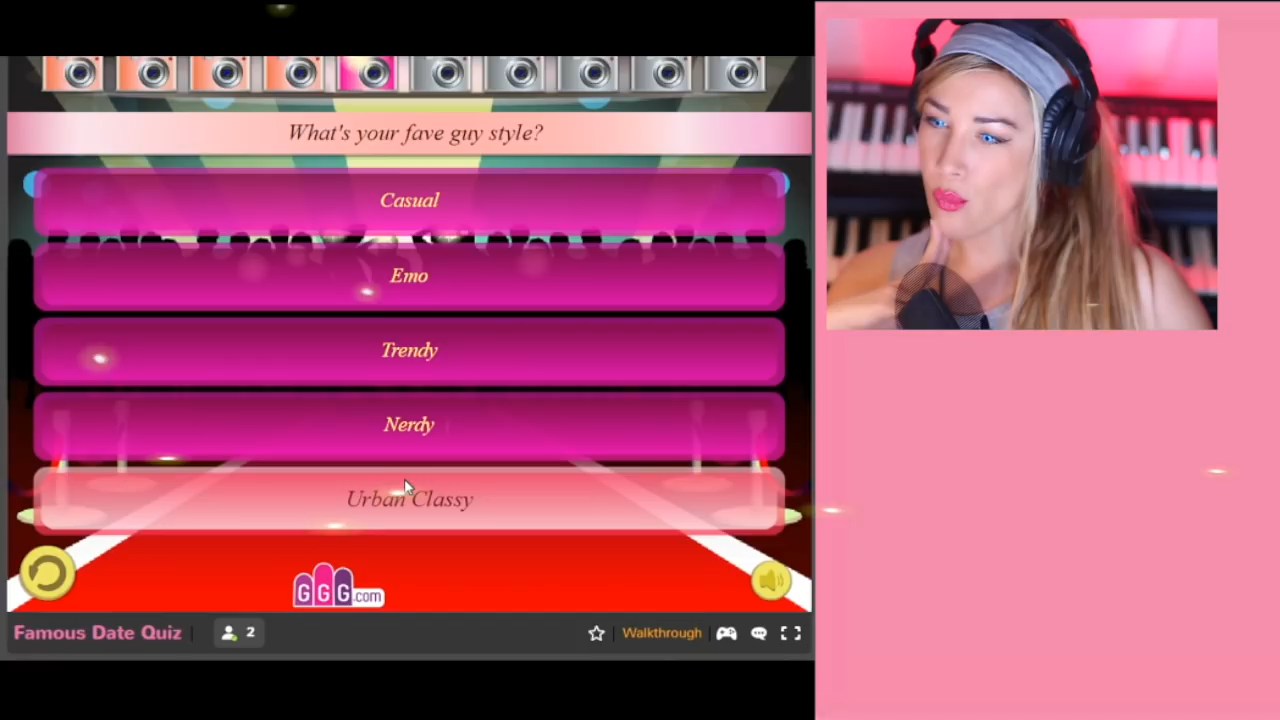 What's your fave guy style?
Casual
Emo
Trendy
Nerdy
Urban Classy
GGG.com
Famous Date Quiz
2
Walkthrough